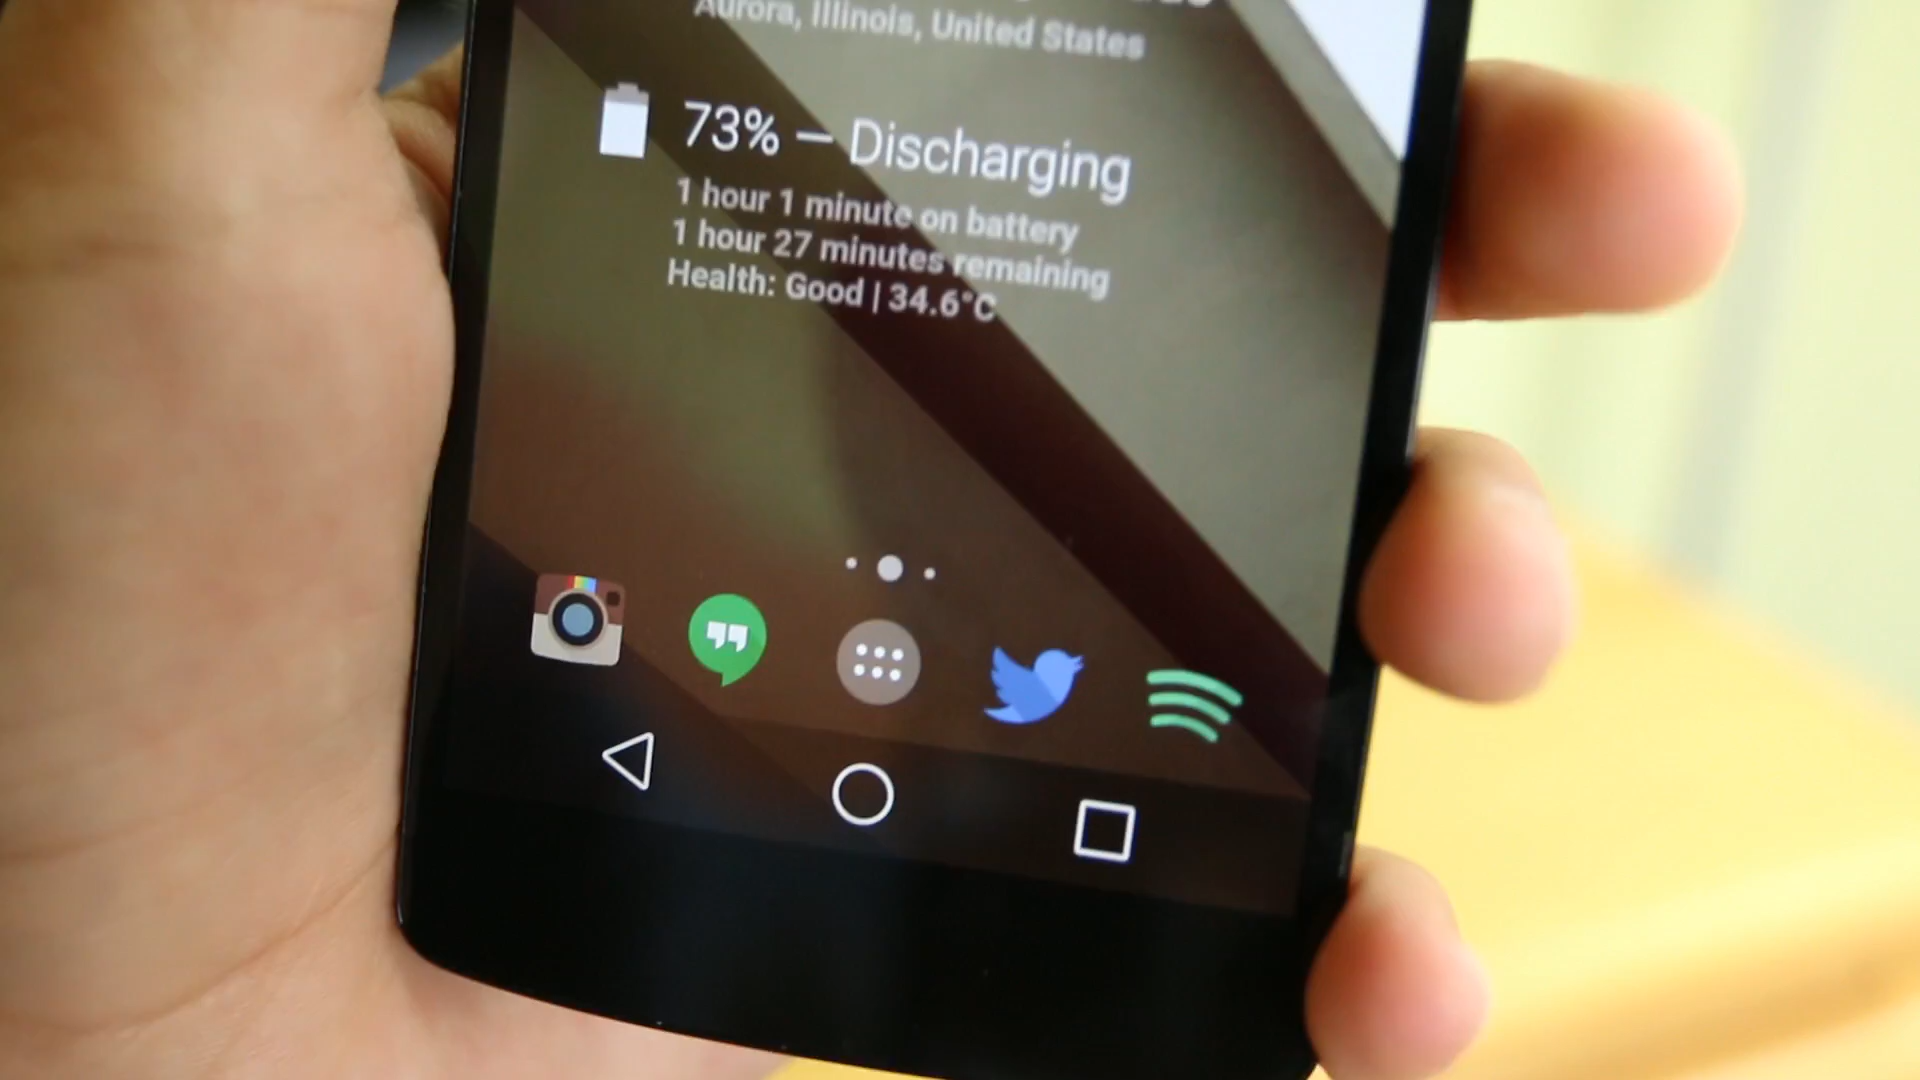 Aurora, Illinois, United States
73% – Discharging
1 hour 1 minute on battery
1 hour 27 minutes remaining
Health: Good | 34.6°C